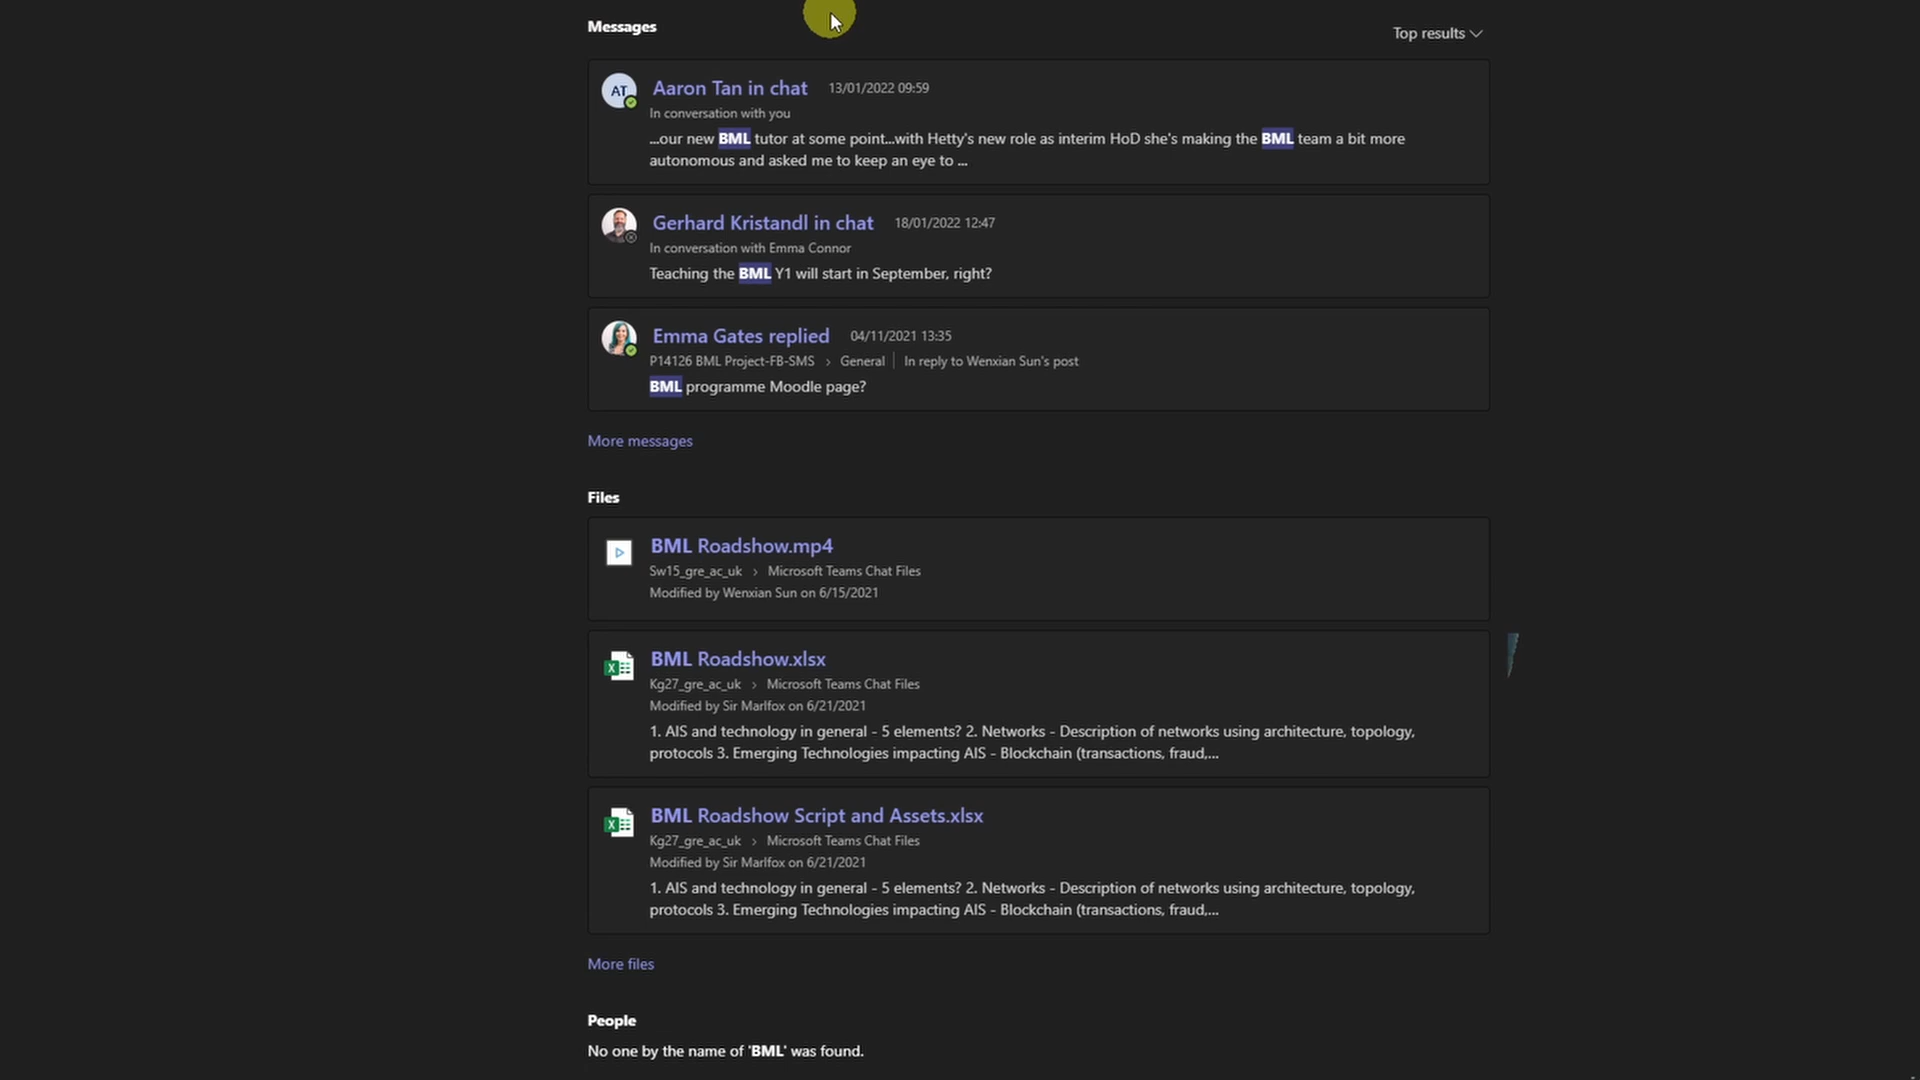 Messages
Top results
AT
Aaron Tan in chat 13/01/2022 09:59
In conversation with you
...our new BML tutor at some point...with Hetty's new role as interim HoD she's making the BML team a bit more
autonomous and asked me to keep an eye to ...
Gerhard Kristandl in chat 18/01/2022 12:47
In conversation with Emma Connor
Teaching the BML Y1 will start in September, right?
Emma Gates replied 04/11/2021 13:35
P14126 BML Project-FB-SMS › General | In reply to Wenxian Sun's post
BML programme Moodle page?
More messages
Files
BML Roadshow.mp4
Sw15_gre_ac_uk › Microsoft Teams Chat Files
Modified by Wenxian Sun on 6/15/2021
BML Roadshow.xlsx
Kg27_gre_ac_uk › Microsoft Teams Chat Files
Modified by Sir Marlfox on 6/21/2021
1. AIS and technology in general - 5 elements? 2. Networks - Description of networks using architecture, topology,
protocols 3. Emerging Technologies impacting AIS - Blockchain (transactions, fraud,...
BML Roadshow Script and Assets.xlsx
Kg27_gre_ac_uk › Microsoft Teams Chat Files
Modified by Sir Marlfox on 6/21/2021
1. AIS and technology in general - 5 elements? 2. Networks - Description of networks using architecture, topology,
protocols 3. Emerging Technologies impacting AIS - Blockchain (transactions, fraud,...
More files
People
No one by the name of 'BML' was found.